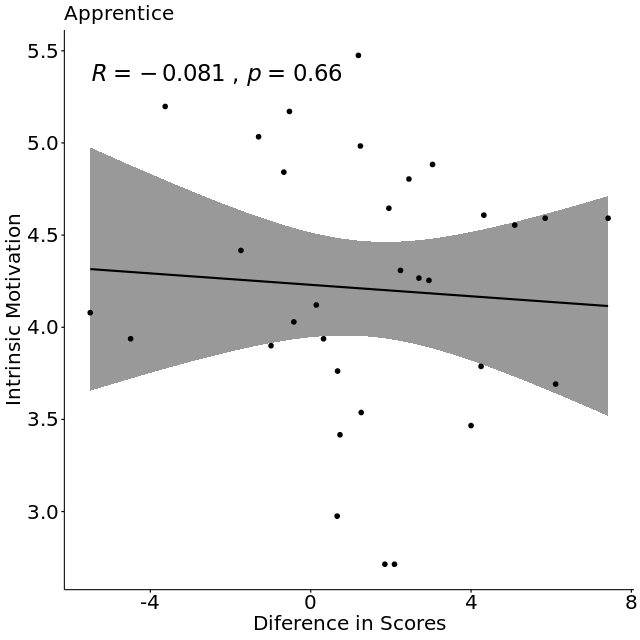 Apprentice
R = −0.081 , p = 0.66
5.5
5.0
4.5
4.0
3.5
3.0
Intrinsic Motivation
-4 0 4 8
Diference in Scores